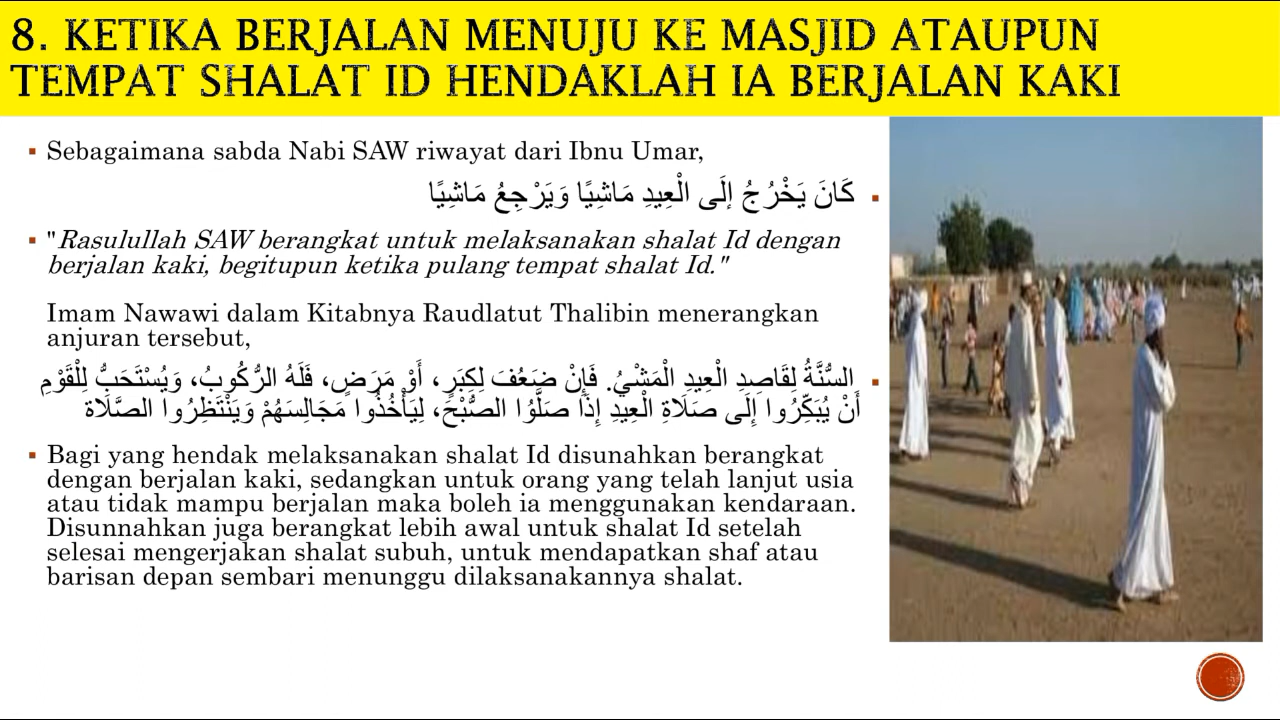 8. KETIKA BERJALAN MENUJU KE MASJID ATAUPUN
TEMPAT SHALAT ID HENDAKLAH IA BERJALAN KAKI
▪ Sebagaimana sabda Nabi SAW riwayat dari Ibnu Umar,
▪ كَانَ يَخْرُجُ إلَى الْعِيدِ مَاشِيًا وَيَرْجِعُ مَاشِيًا
▪ "Rasulullah SAW berangkat untuk melaksanakan shalat Id dengan
berjalan kaki, begitupun ketika pulang tempat shalat Id."
Imam Nawawi dalam Kitabnya Raudlatut Thalibin menerangkan
anjuran tersebut,
▪ السُّنَّةُ لِقَاصِدِ الْعِيدِ الْمَشْيُ. فَإِنْ ضَعُفَ لِكِبَرٍ، أَوْ مَرَضٍ، فَلَهُ الرُّكُوبُ، وَيُسْتَحَبُّ لِلْقَوْمِ
أَنْ يُبَكِّرُوا إِلَى صَلَاةِ الْعِيدِ إِذَا صَلَّوُا الصُّبْحَ، لِيَأْخُذُوا مَجَالِسَهُمْ وَيَنْتَظِرُوا الصَّلَاة
▪ Bagi yang hendak melaksanakan shalat Id disunahkan berangkat
dengan berjalan kaki, sedangkan untuk orang yang telah lanjut usia
atau tidak mampu berjalan maka boleh ia menggunakan kendaraan.
Disunnahkan juga berangkat lebih awal untuk shalat Id setelah
selesai mengerjakan shalat subuh, untuk mendapatkan shaf atau
barisan depan sembari menunggu dilaksanakannya shalat.